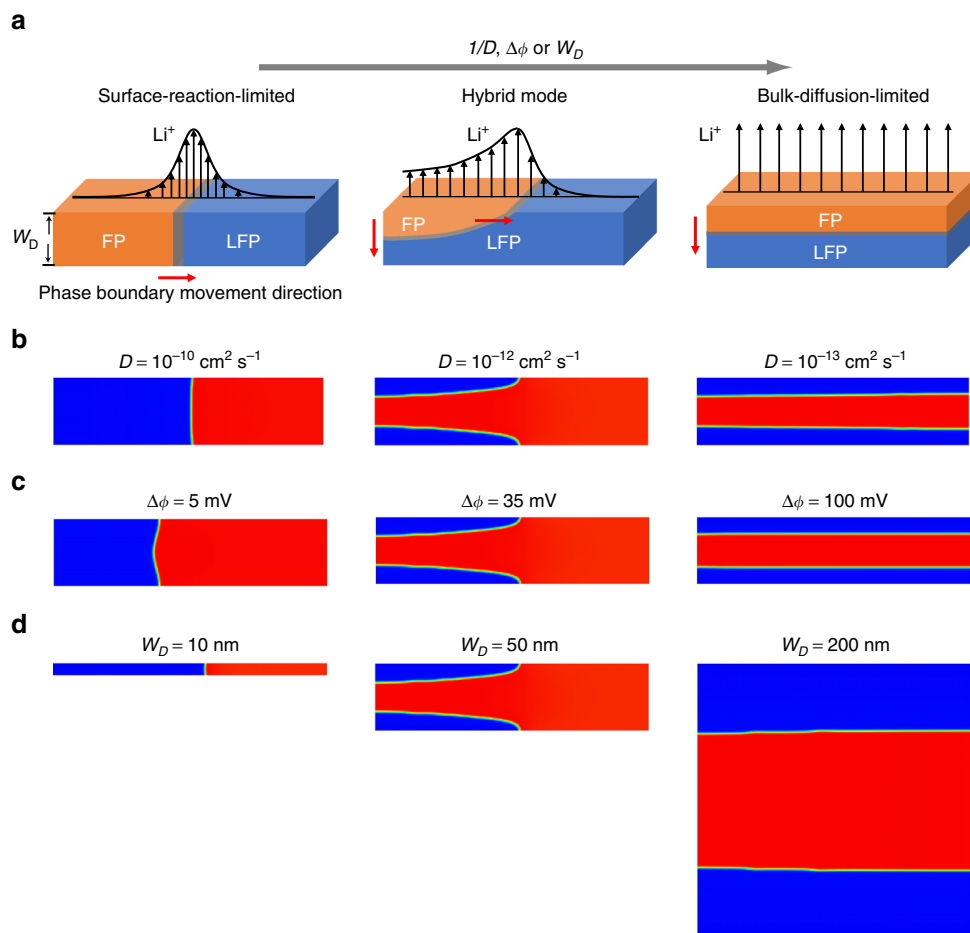 a
1/D, Δϕ or W_D
Surface-reaction-limited Hybrid mode Bulk-diffusion-limited
Li⁺ Li⁺ Li⁺
W_D FP LFP FP LFP FP LFP
Phase boundary movement direction
b
D = 10⁻¹⁰ cm² s⁻¹ D = 10⁻¹² cm² s⁻¹ D = 10⁻¹³ cm² s⁻¹
c
Δϕ = 5 mV Δϕ = 35 mV Δϕ = 100 mV
d
W_D = 10 nm W_D = 50 nm W_D = 200 nm